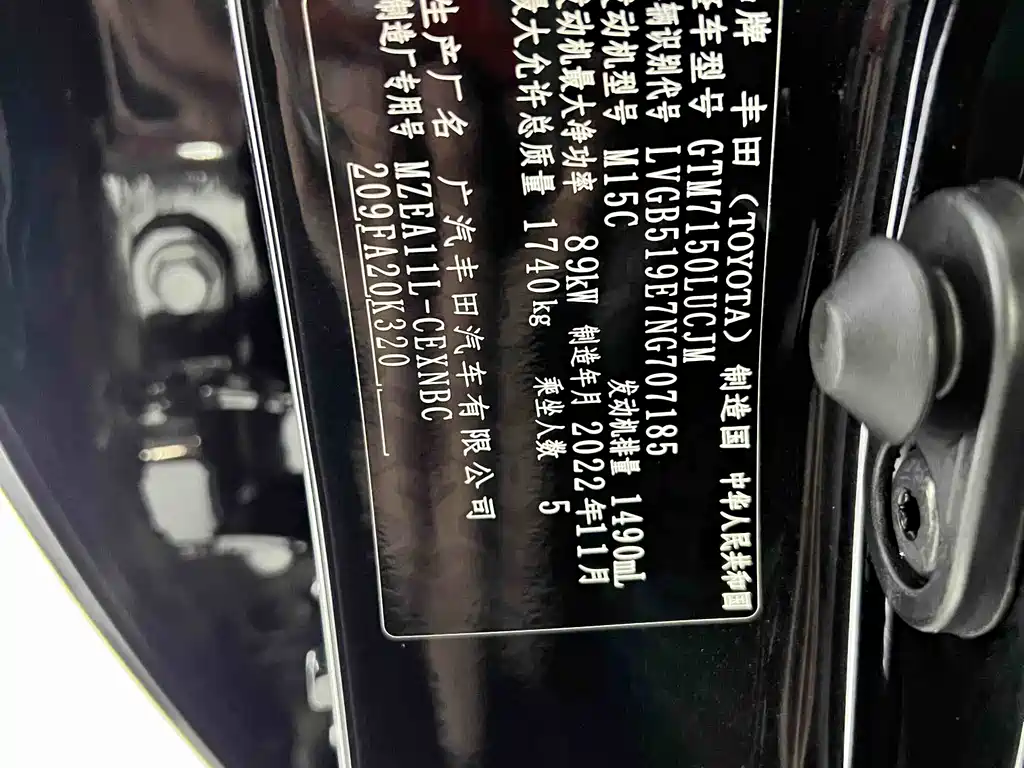 牌 丰田(TOYOTA) 制造国 中华人民共和国
车型号 GTM7150LUCJM
辆识别代号 LVGB519E7NG707185
发动机型号 M15C 发动机排量 1490mL
发动机最大净功率 89kW 制造年月 2022年11月
最大允许总质量 1740kg 乘坐人数 5
生产厂名 广汽丰田汽车有限公司
制造厂专用号 MZEA11L-CEXNBC
209FA20K320